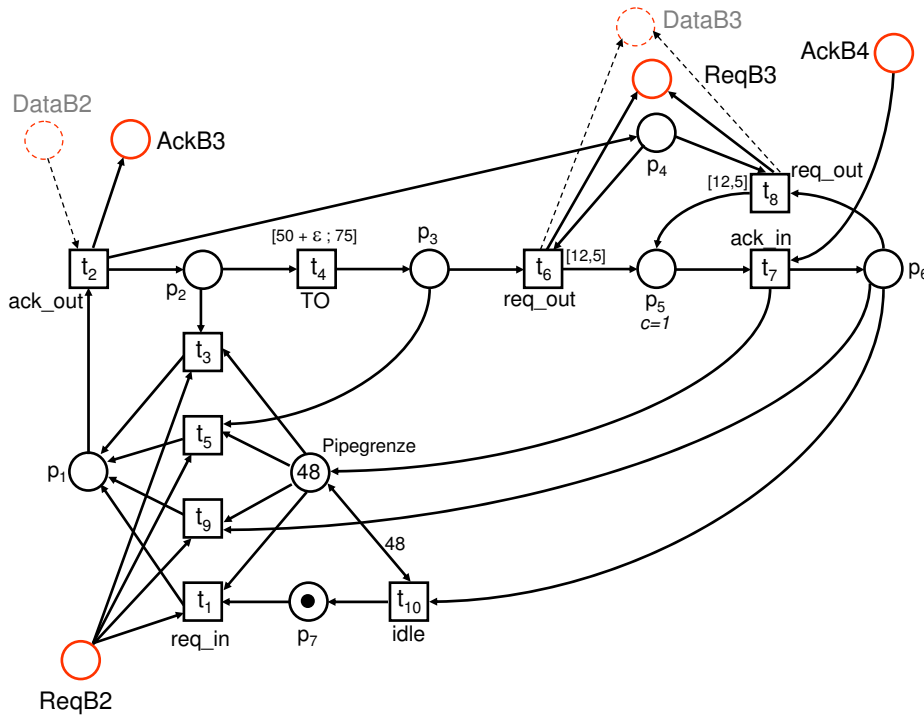 DataB3
AckB4
ReqB3
DataB2
AckB3
p4
req_out
[12,5]
t8
[50 + ε ; 75]
p3
ack_in
t2
p2
t4
t6
[12,5]
p5
t7
p6
ack_out
TO
req_out
c=1
t3
t5
Pipegrenze
p1
48
t9
48
t1
p7
t10
req_in
idle
ReqB2